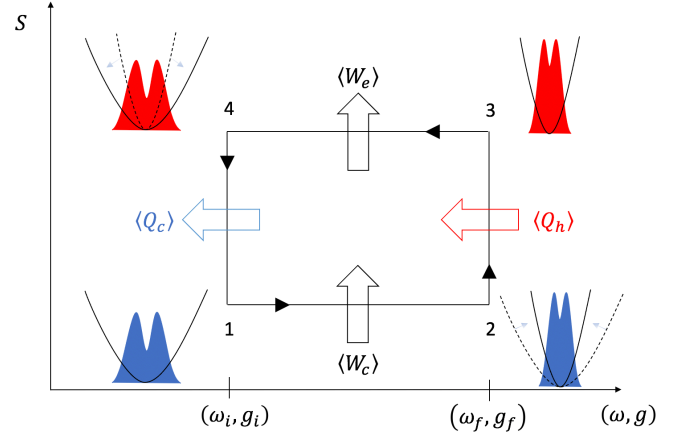 S
⟨W_e⟩
4
3
⟨Q_c⟩
⟨Q_h⟩
1
2
⟨W_c⟩
(ω_i, g_i)
(ω_f, g_f)
(ω, g)